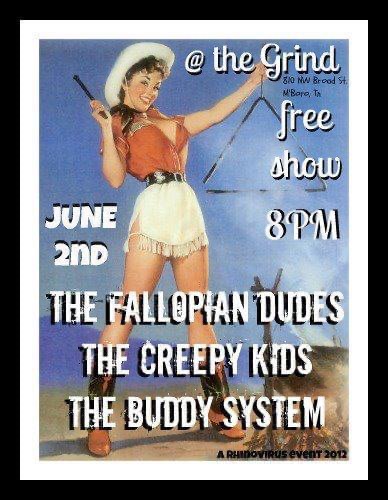 @ the Grind
810 NW Broad St.
M'Boro, Tn
free
show
8PM
JUNE
2ND
THE FALLOPIAN DUDES
THE CREEPY KIDS
THE BUDDY SYSTEM
A RHINOVIRUS EVENT 2012